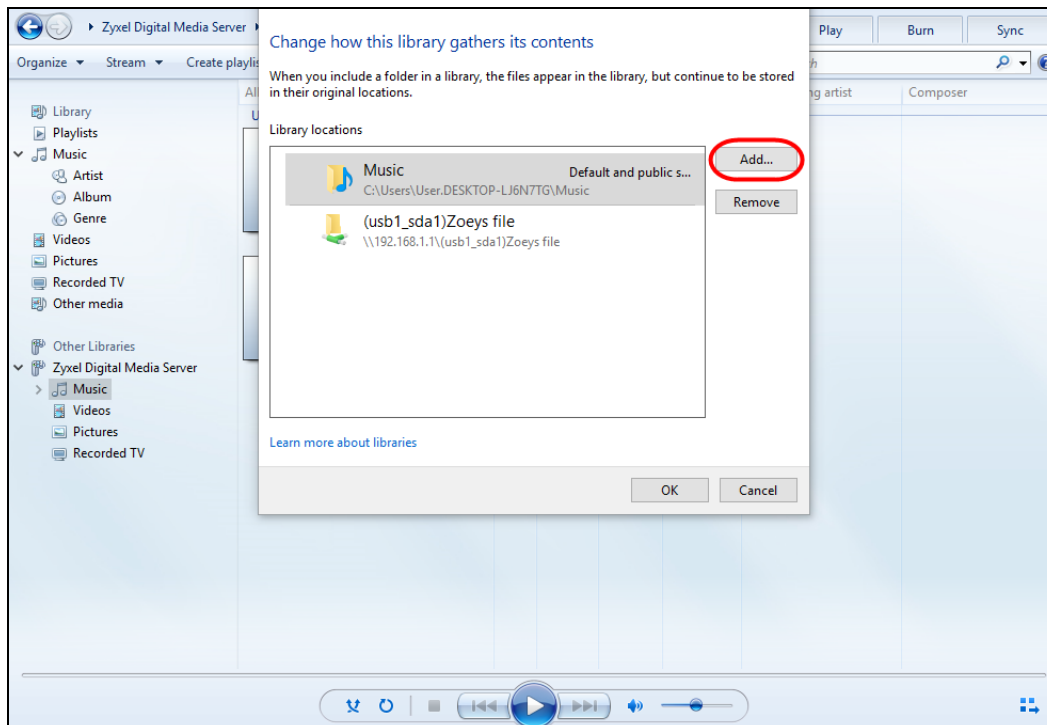 Zyxel Digital Media Server
Play
Burn
Sync
Organize
Stream
Create playlis
Library
Playlists
Music
Artist
Album
Genre
Videos
Pictures
Recorded TV
Other media
Other Libraries
Zyxel Digital Media Server
Music
Videos
Pictures
Recorded TV
Change how this library gathers its contents
When you include a folder in a library, the files appear in the library, but continue to be stored
in their original locations.
Library locations
Music
Default and public s...
C:\Users\User.DESKTOP-LJ6N7TG\Music
(usb1_sda1)Zoeys file
\\192.168.1.1\(usb1_sda1)Zoeys file
Add...
Remove
Learn more about libraries
OK
Cancel
ng artist
Composer